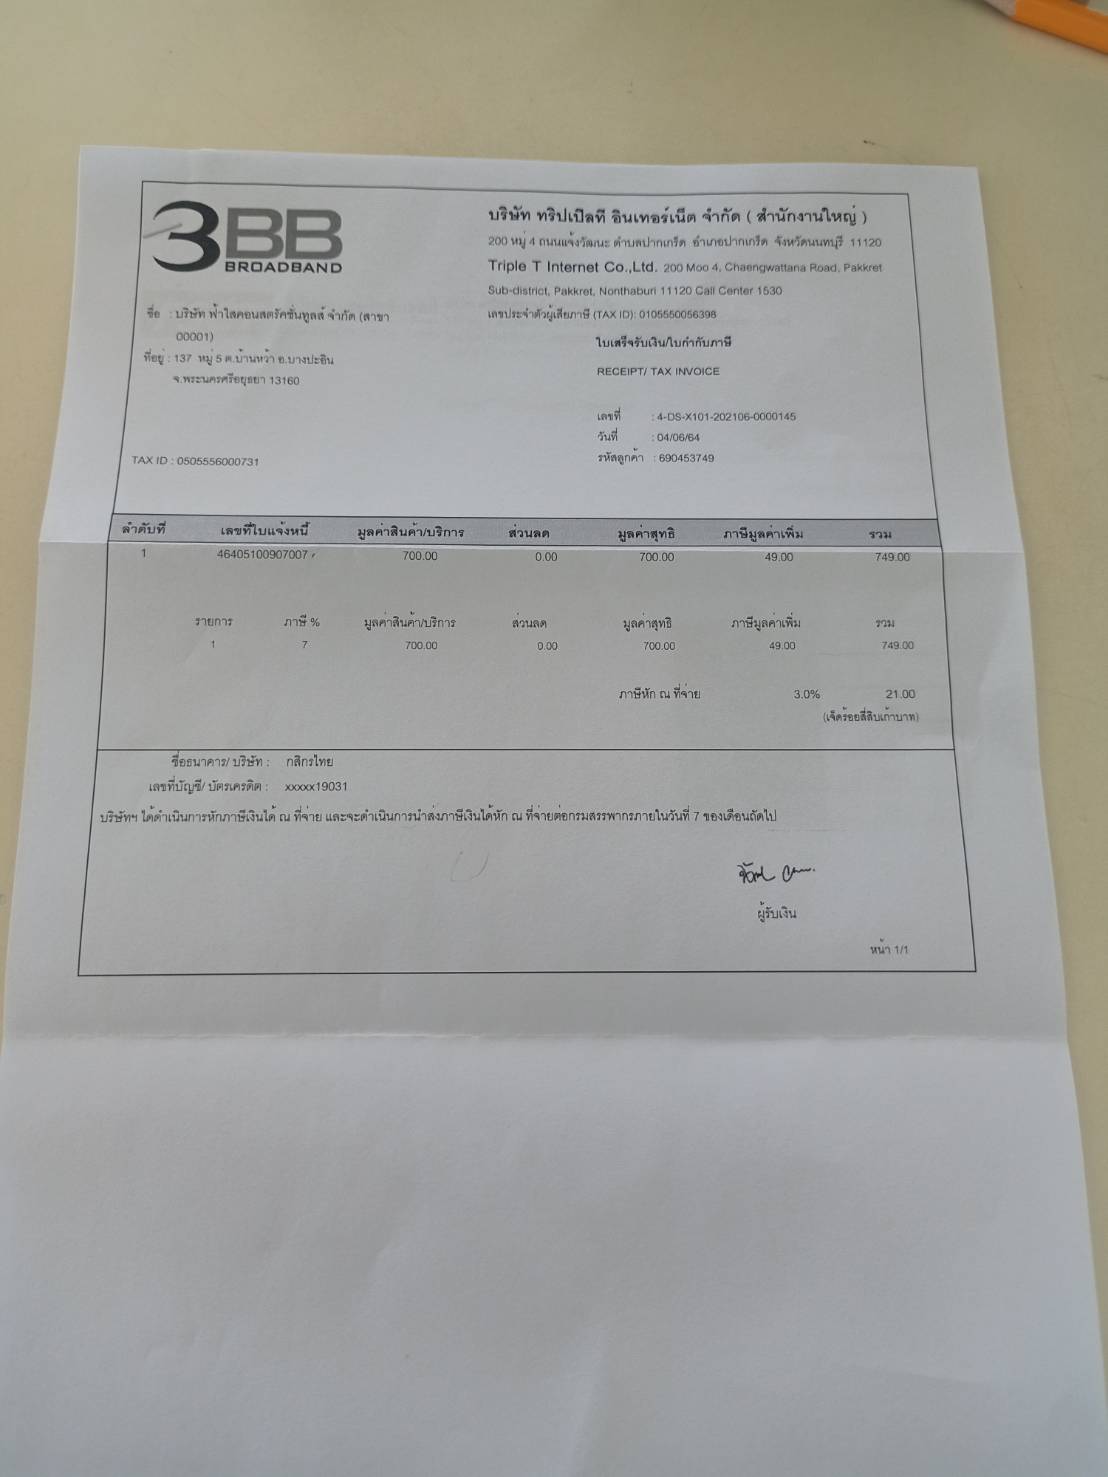 3BB
BROADBAND
บริษัท ทริปเปิลที อินเทอร์เน็ต จำกัด ( สำนักงานใหญ่ )
200 หมู่ 4 ถนนแจ้งวัฒนะ ตำบลปากเกร็ด อำเภอปากเกร็ด จังหวัดนนทบุรี 11120
Triple T Internet Co.,Ltd. 200 Moo 4, Chaengwattana Road, Pakkret
Sub-district, Pakkret, Nonthaburi 11120 Call Center 1530
เลขประจำตัวผู้เสียภาษี (TAX ID): 0105550056398
ชื่อ : บริษัท ฟ้าใสคอนสตรัคชั่นทูลส์ จำกัด (สาขา
00001)
ที่อยู่ : 137 หมู่ 5 ต.บ้านหว้า อ.บางปะอิน
จ.พระนครศรีอยุธยา 13160
ใบเสร็จรับเงิน/ใบกำกับภาษี
RECEIPT/ TAX INVOICE
เลขที่ : 4-DS-X101-202106-0000145
วันที่ : 04/06/64
รหัสลูกค้า : 690453749
TAX ID : 0505556000731
ลำดับที่ เลขที่ใบแจ้งหนี้ มูลค่าสินค้า/บริการ ส่วนลด มูลค่าสุทธิ ภาษีมูลค่าเพิ่ม รวม
1 46405100907007 700.00 0.00 700.00 49.00 749.00
รายการ ภาษี % มูลค่าสินค้า/บริการ ส่วนลด มูลค่าสุทธิ ภาษีมูลค่าเพิ่ม รวม
1 7 700.00 0.00 700.00 49.00 749.00
ภาษีหัก ณ ที่จ่าย 3.0% 21.00
(เจ็ดร้อยสี่สิบเก้าบาท)
ชื่อธนาคาร/ บริษัท : กสิกรไทย
เลขที่บัญชี/ บัตรเครดิต : xxxxx19031
บริษัทฯ ได้ดำเนินการหักภาษีเงินได้ ณ ที่จ่าย และจะดำเนินการนำส่งภาษีเงินได้หัก ณ ที่จ่ายต่อกรมสรรพากรภายในวันที่ 7 ของเดือนถัดไป
ผู้รับเงิน
หน้า 1/1